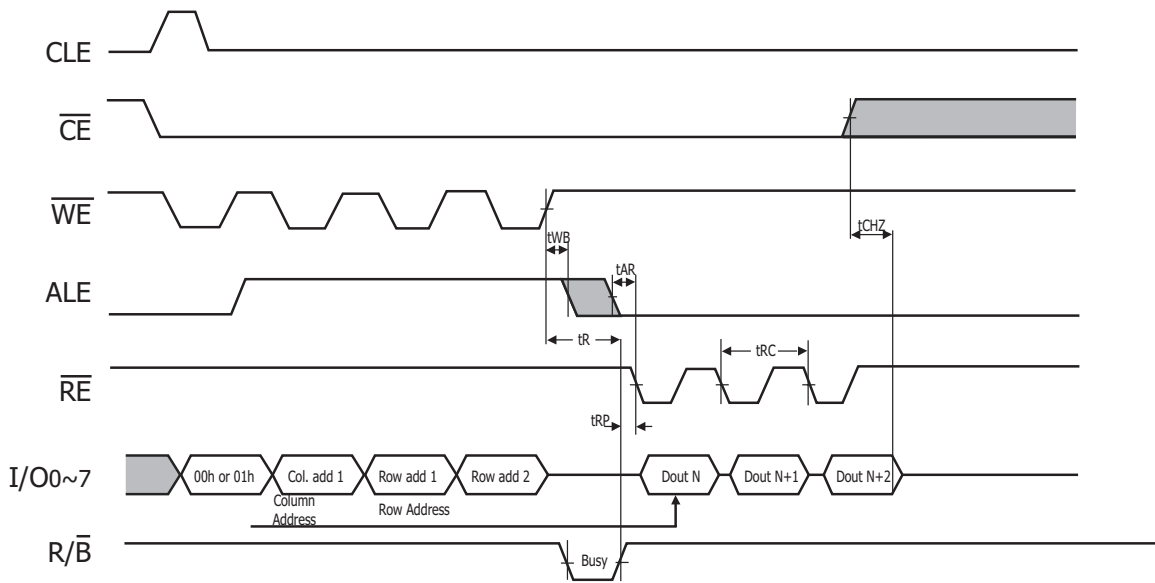 CLE
CE
WE
tWB
tCHZ
ALE
tAR
tR
tRC
RE
tRP
I/O0~7
00h or 01h
Col. add 1
Row add 1
Row add 2
Dout N
Dout N+1
Dout N+2
Column
Address
Row Address
R/B
Busy